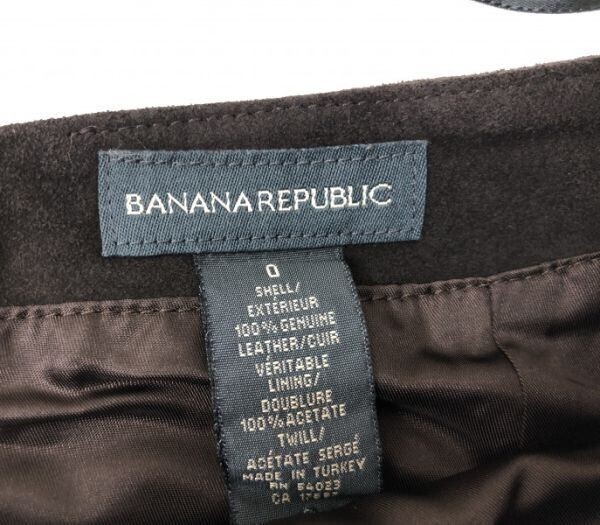 BANANA REPUBLIC
0
SHELL/
EXTÉRIEUR
100% GENUINE
LEATHER/CUIR
VÉRITABLE
LINING/
DOUBLURE
100% ACETATE
TWILL/
ACÉTATE SERGÉ
MADE IN TURKEY
RN 54023
CA